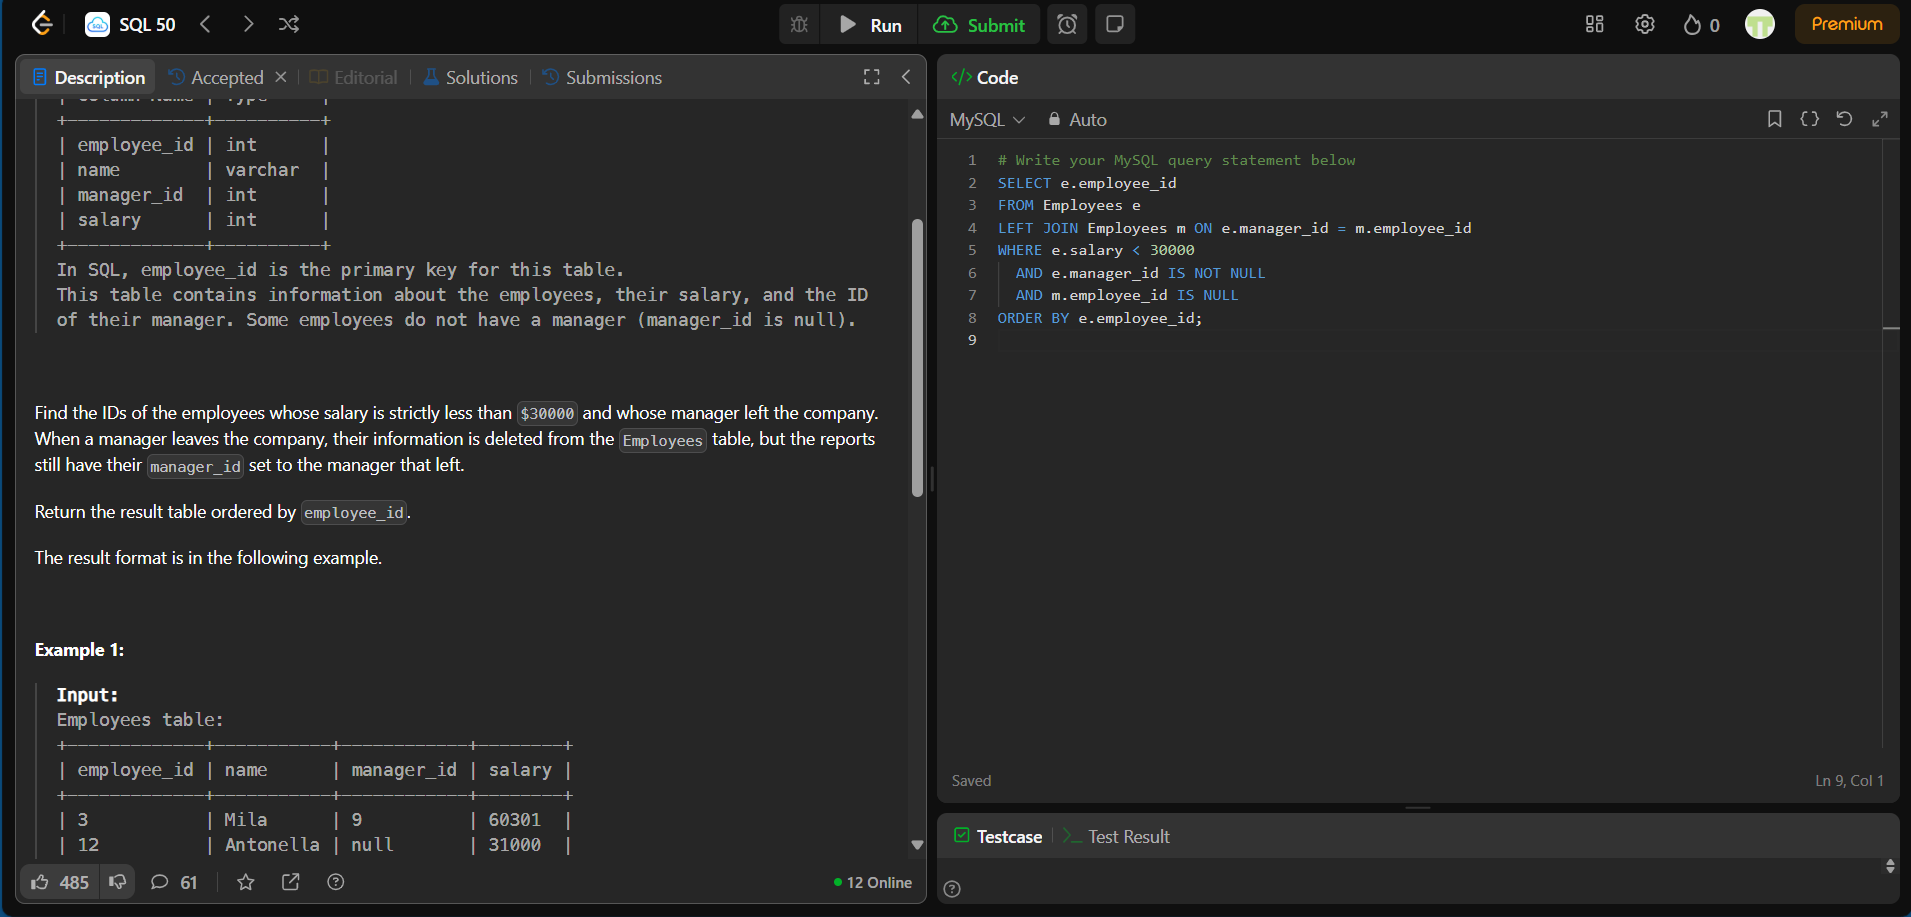 SQL 50
Run
Submit
0
Premium
Description
Accepted
Editorial
Solutions
Submissions
| Column Name | Type     |
+-------------+----------+
| employee_id | int      |
| name        | varchar  |
| manager_id  | int      |
| salary      | int      |
+-------------+----------+
In SQL, employee_id is the primary key for this table.
This table contains information about the employees, their salary, and the ID
of their manager. Some employees do not have a manager (manager_id is null).
Find the IDs of the employees whose salary is strictly less than $30000 and whose manager left the company.
When a manager leaves the company, their information is deleted from the Employees table, but the reports
still have their manager_id set to the manager that left.
Return the result table ordered by employee_id.
The result format is in the following example.
Example 1:
Input:
Employees table:
+-------------+-----------+------------+--------+
| employee_id | name      | manager_id | salary |
+-------------+-----------+------------+--------+
| 3           | Mila      | 9          | 60301  |
| 12          | Antonella | null       | 31000  |
485
61
12 Online
</> Code
MySQL
Auto
1 # Write your MySQL query statement below
2 SELECT e.employee_id
3 FROM Employees e
4 LEFT JOIN Employees m ON e.manager_id = m.employee_id
5 WHERE e.salary < 30000
6   AND e.manager_id IS NOT NULL
7   AND m.employee_id IS NULL
8 ORDER BY e.employee_id;
9
Saved
Ln 9, Col 1
Testcase
Test Result